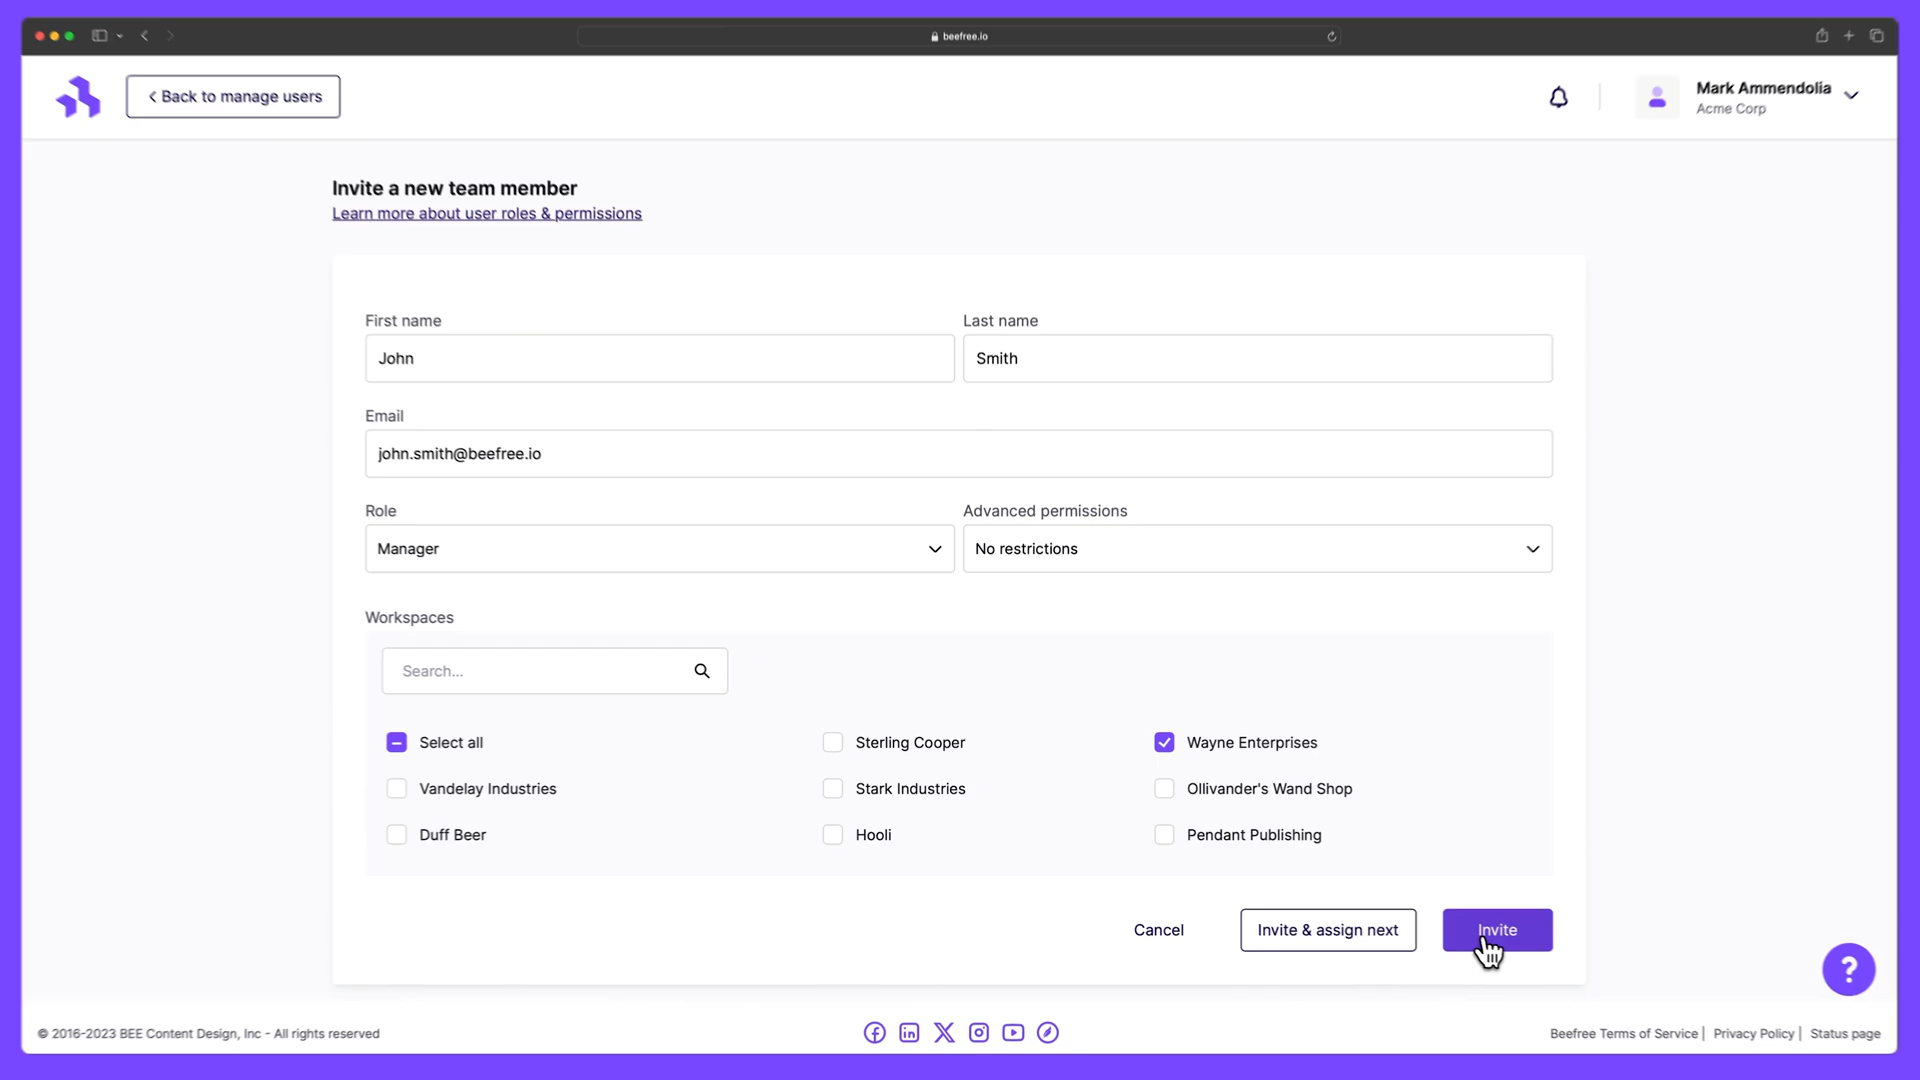 beefree.io
Back to manage users
Mark Ammendolia
Acme Corp
Invite a new team member
Learn more about user roles & permissions
First name
Last name
John
Smith
Email
john.smith@beefree.io
Role
Advanced permissions
Manager
No restrictions
Workspaces
Search...
Select all
Sterling Cooper
Wayne Enterprises
Vandelay Industries
Stark Industries
Ollivander's Wand Shop
Duff Beer
Hooli
Pendant Publishing
Cancel
Invite & assign next
Invite
?
© 2016-2023 BEE Content Design, Inc - All rights reserved
Beefree Terms of Service | Privacy Policy | Status page